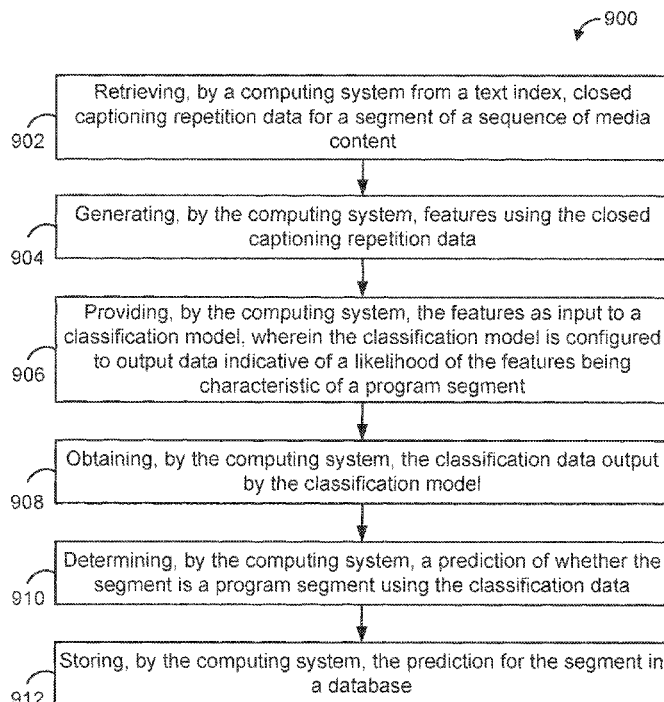 900
Retrieving, by a computing system from a text index, closed
captioning repetition data for a segment of a sequence of media
content
902
Generating, by the computing system, features using the closed
captioning repetition data
904
Providing, by the computing system, the features as input to a
classification model, wherein the classification model is configured
to output data indicative of a likelihood of the features being
characteristic of a program segment
906
Obtaining, by the computing system, the classification data output
by the classification model
908
Determining, by the computing system, a prediction of whether the
segment is a program segment using the classification data
910
Storing, by the computing system, the prediction for the segment in
a database
912